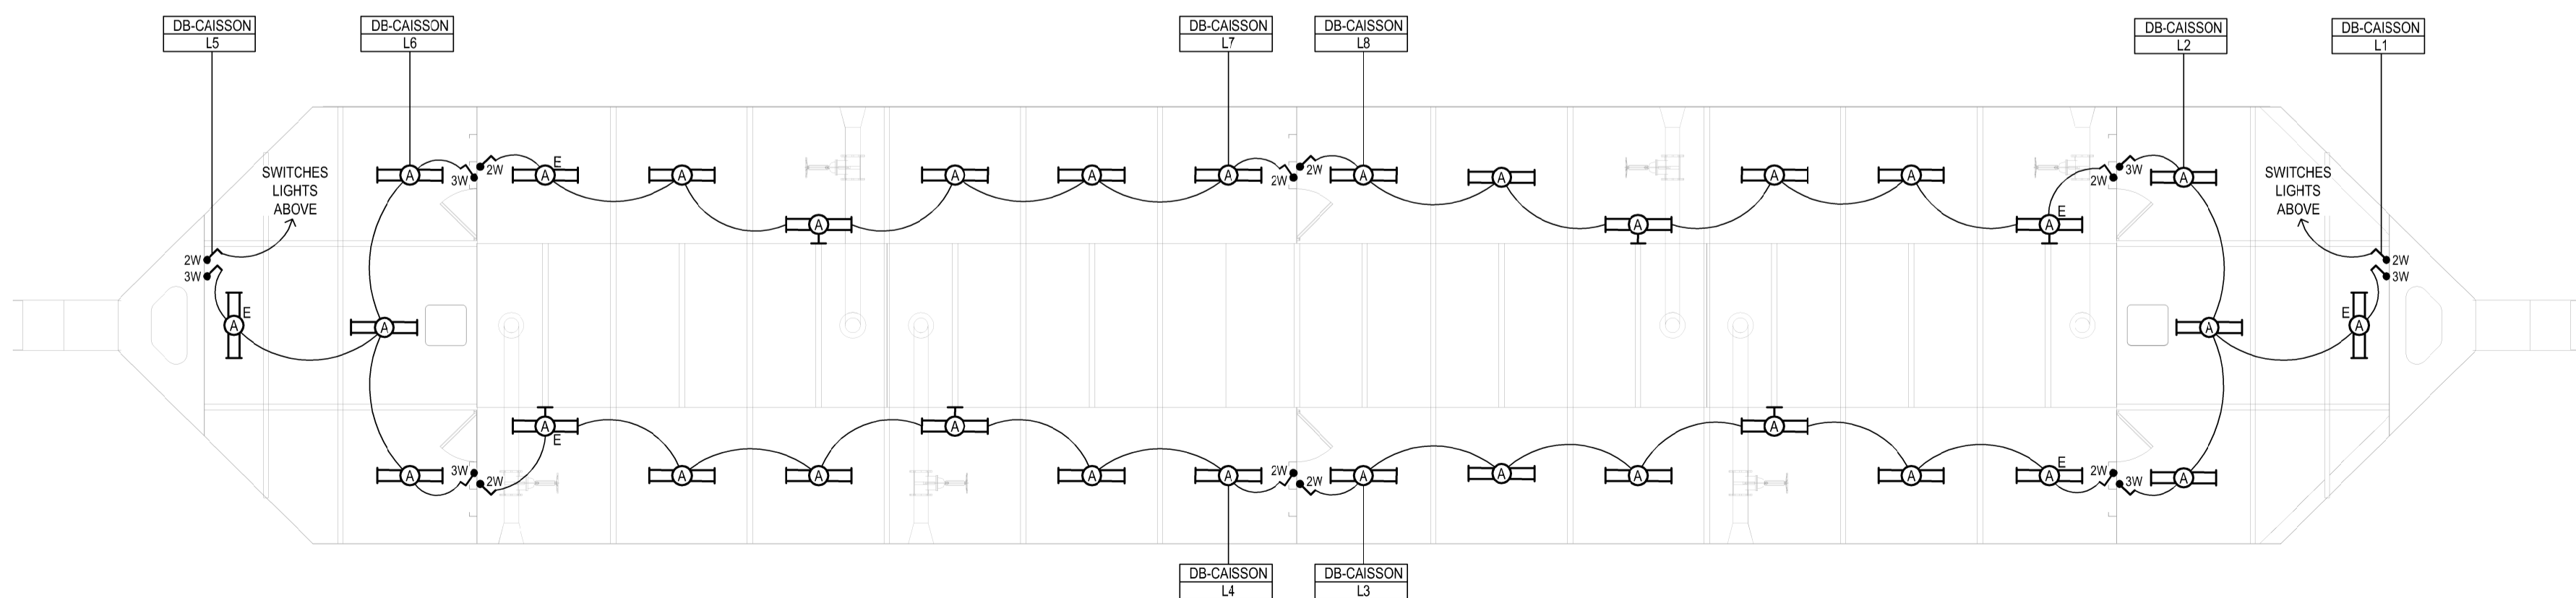 DB-CAISSON
L5
DB-CAISSON
L6
DB-CAISSON
L7
DB-CAISSON
L8
DB-CAISSON
L2
DB-CAISSON
L1
SWITCHES
LIGHTS
ABOVE
A
3W
2W
A
E
A
A
A
A
A
2W
2W
A
A
A
A
A
A
E
2W
3W
A
SWITCHES
LIGHTS
ABOVE
2W
3W
A
E
A
2W
3W
A
E
A
A
3W
2W
A
E
A
A
A
A
A
2W
2W
A
A
A
A
A
A
E
2W
3W
A
DB-CAISSON
L4
DB-CAISSON
L3